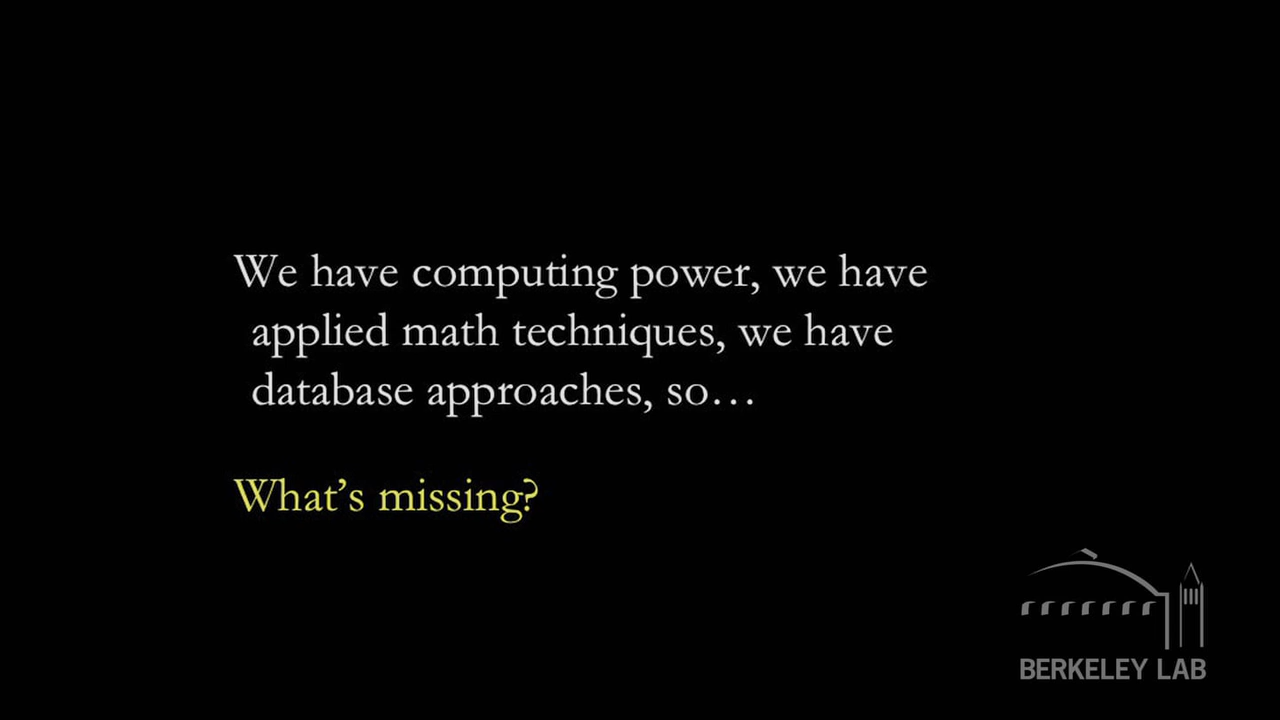 We have computing power, we have
applied math techniques, we have
database approaches, so…
What’s missing?
BERKELEY LAB